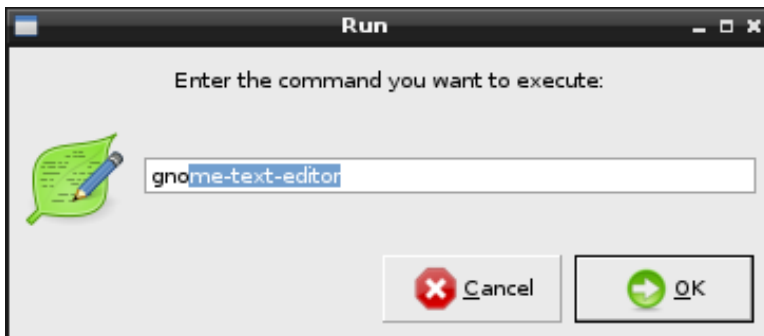 Run
Enter the command you want to execute:
gnome-text-editor
Cancel
OK